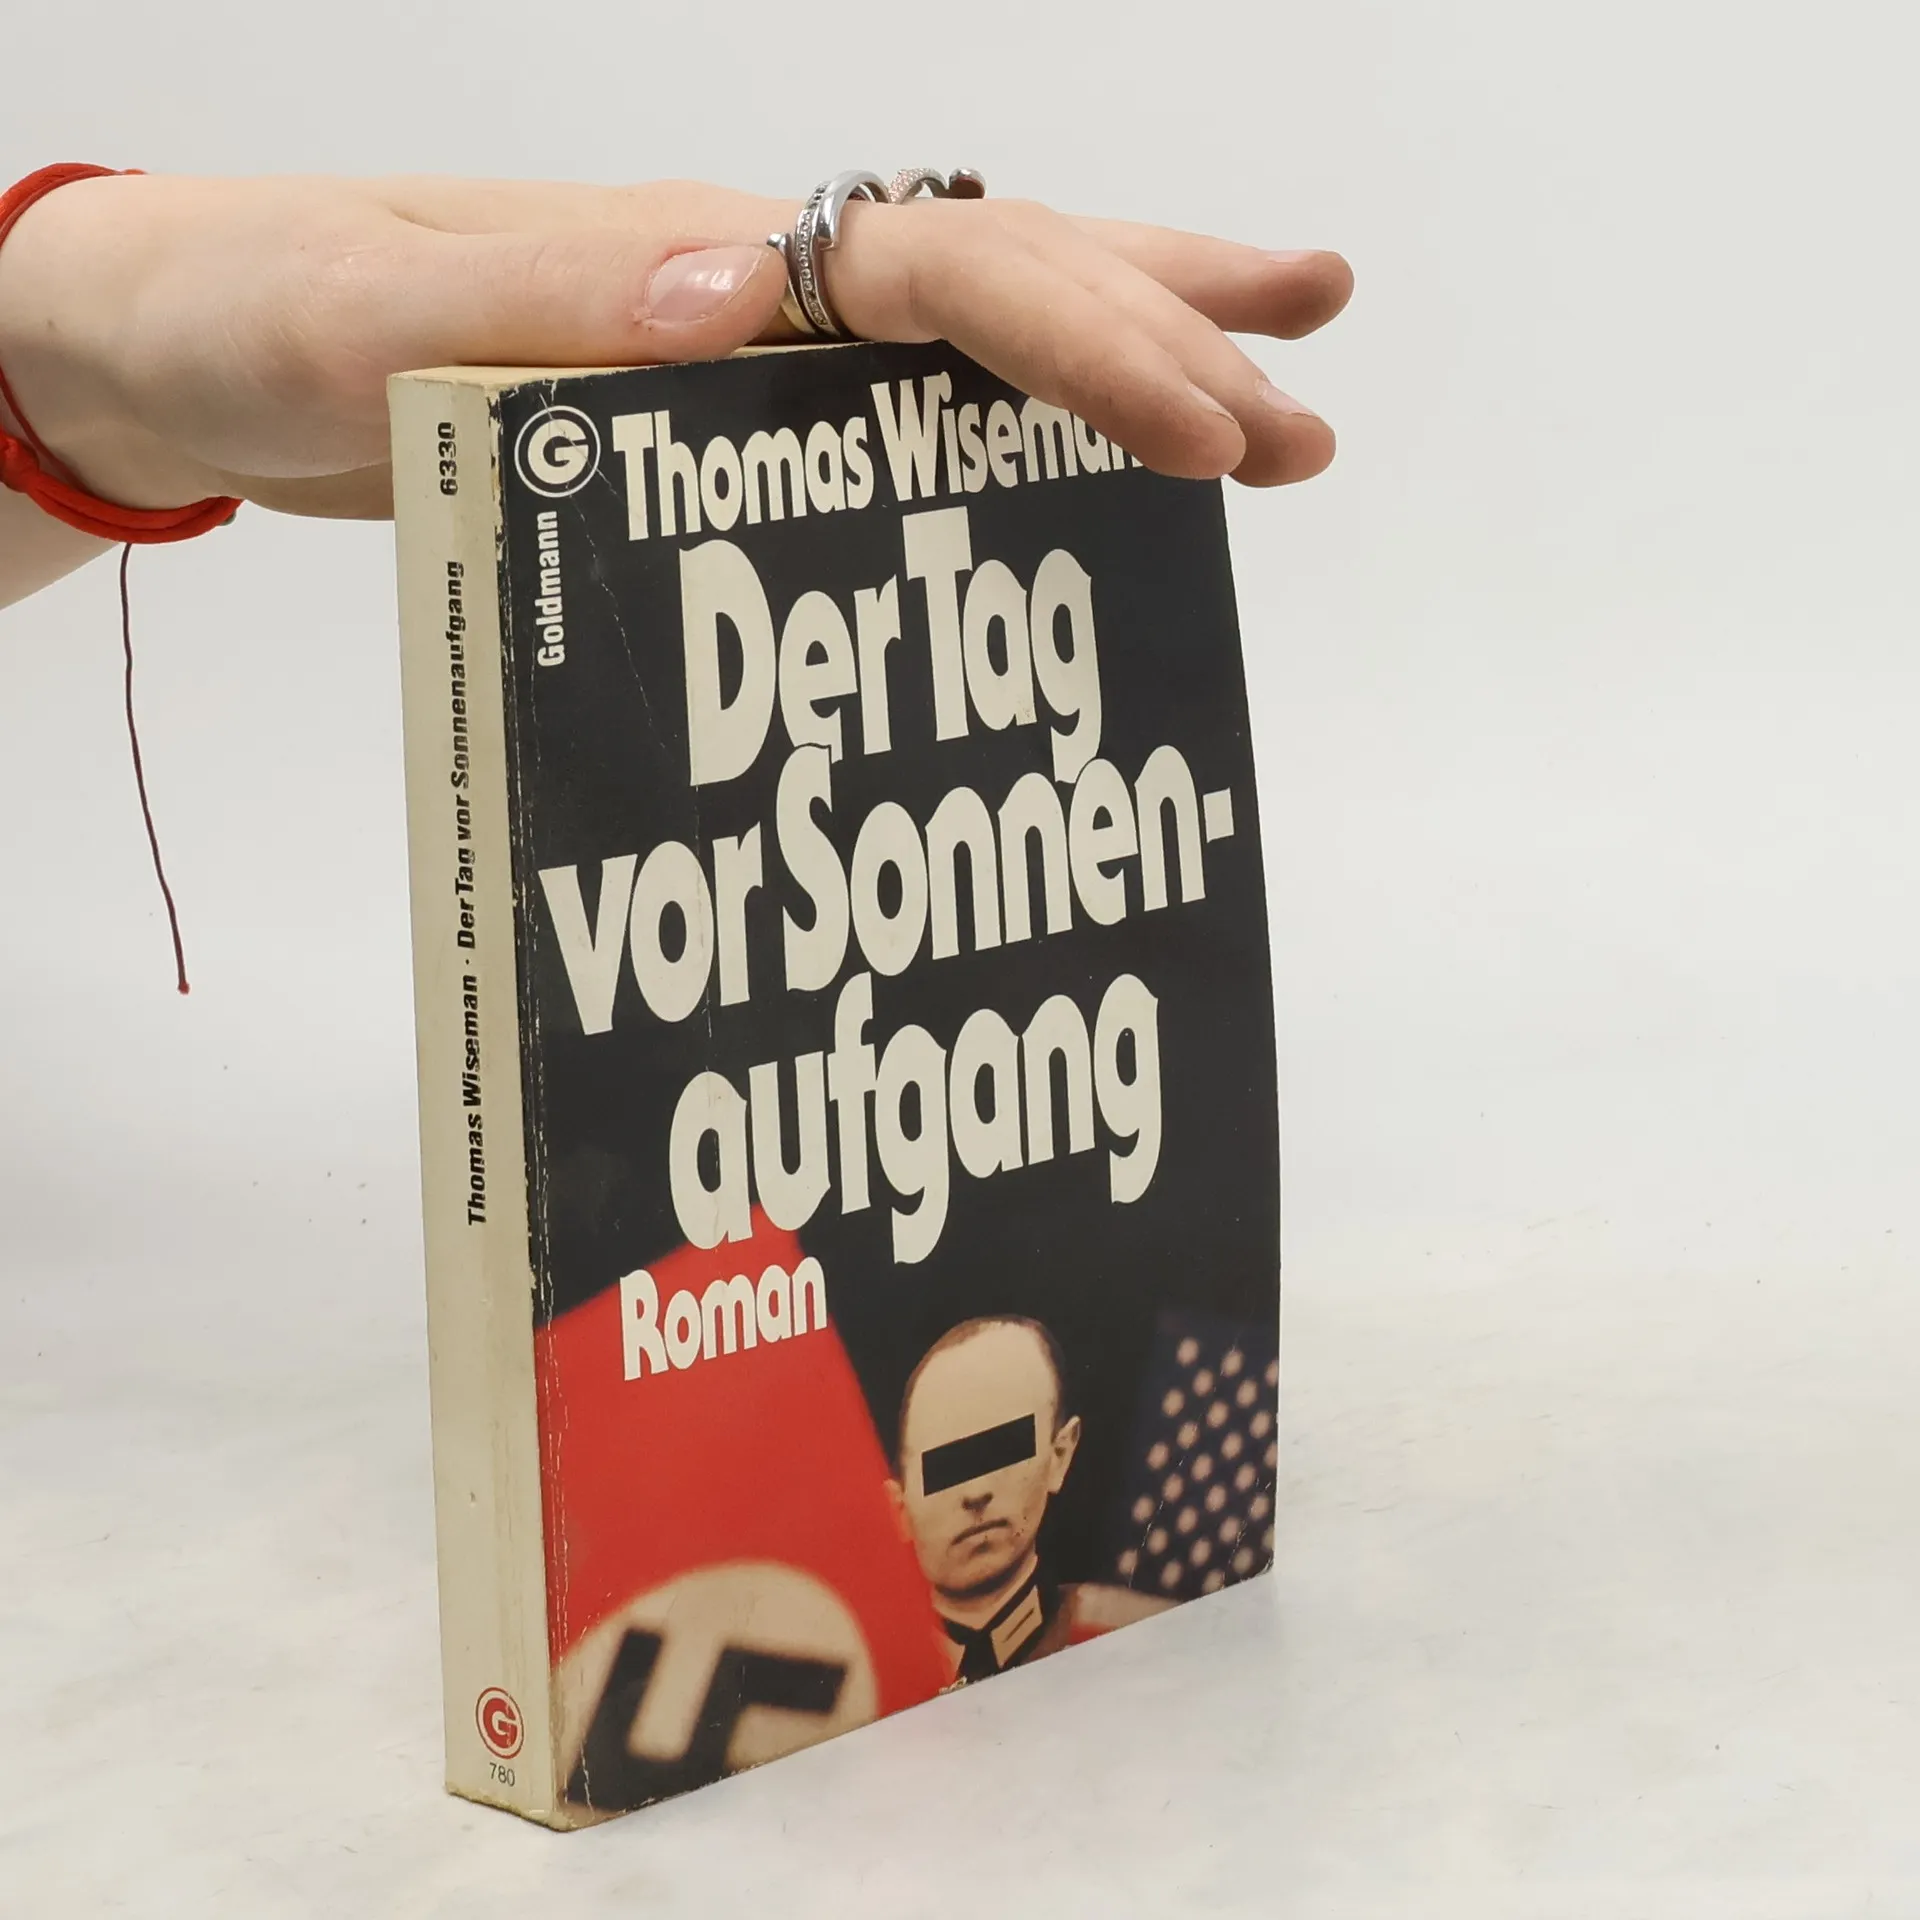 6330
Thomas Wiseman · Der Tag vor Sonnenaufgang
G
780
G
Goldmann
Thomas Wiseman
Der Tag
vor Sonnen-
aufgang
Roman